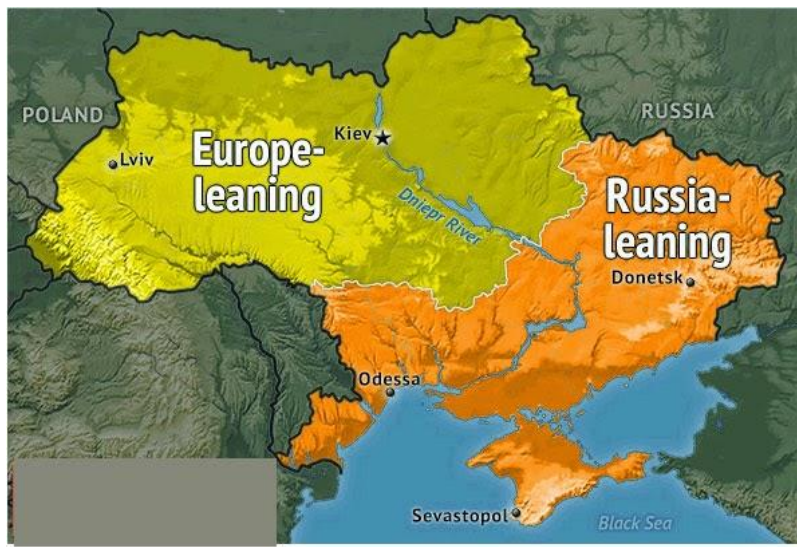 POLAND
RUSSIA
Kiev
Lviv
Europe-
leaning
Dniepr River
Russia-
leaning
Donetsk
Odessa
Sevastopol
Black Sea